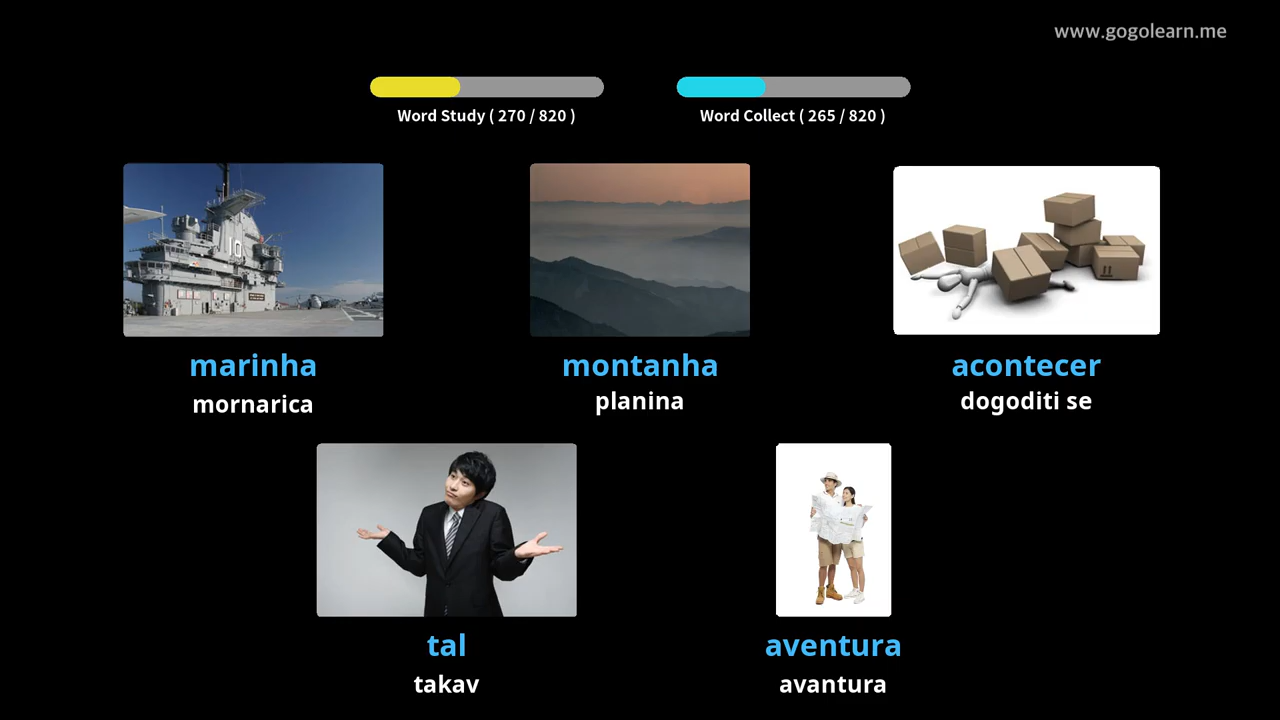 www.gogolearn.me
Word Study ( 270 / 820 )
Word Collect ( 265 / 820 )
10
marinha
montanha
acontecer
mornarica
planina
dogoditi se
tal
aventura
takav
avantura